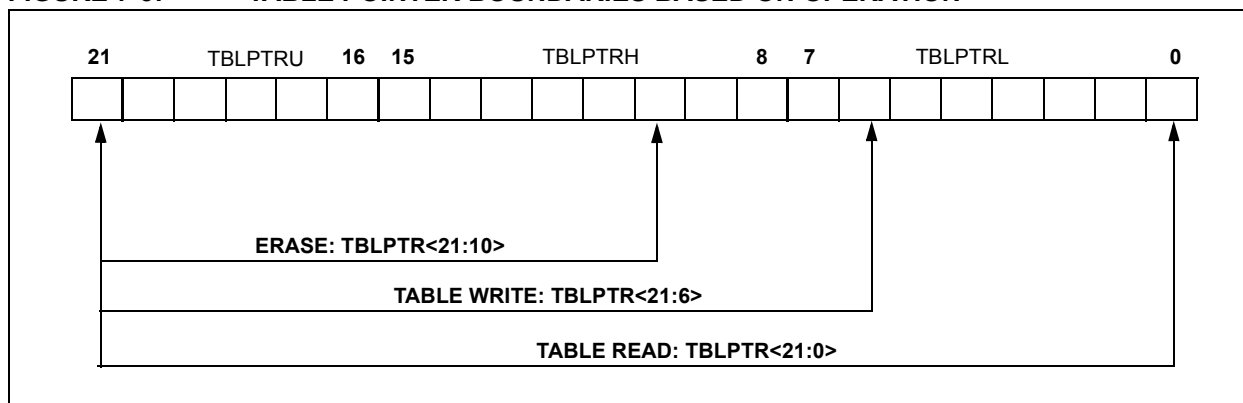 21 TBLPTRU 16 15 TBLPTRH 8 7 TBLPTRL 0
ERASE: TBLPTR<21:10>
TABLE WRITE: TBLPTR<21:6>
TABLE READ: TBLPTR<21:0>